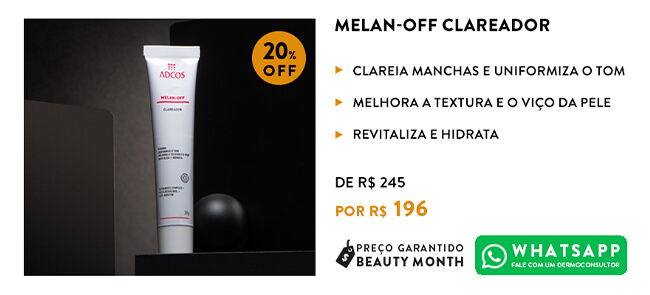 MELAN-OFF CLAREADOR
20%
OFF
ADCOS
MELAN-OFF
CLAREADOR
▸ CLAREIA MANCHAS E UNIFORMIZA O TOM
▸ MELHORA A TEXTURA E O VIÇO DA PELE
▸ REVITALIZA E HIDRATA
DE R$ 245
POR R$ 196
PREÇO GARANTIDO
BEAUTY MONTH
WHATSAPP
FALE COM UM DERMOCONSULTOR